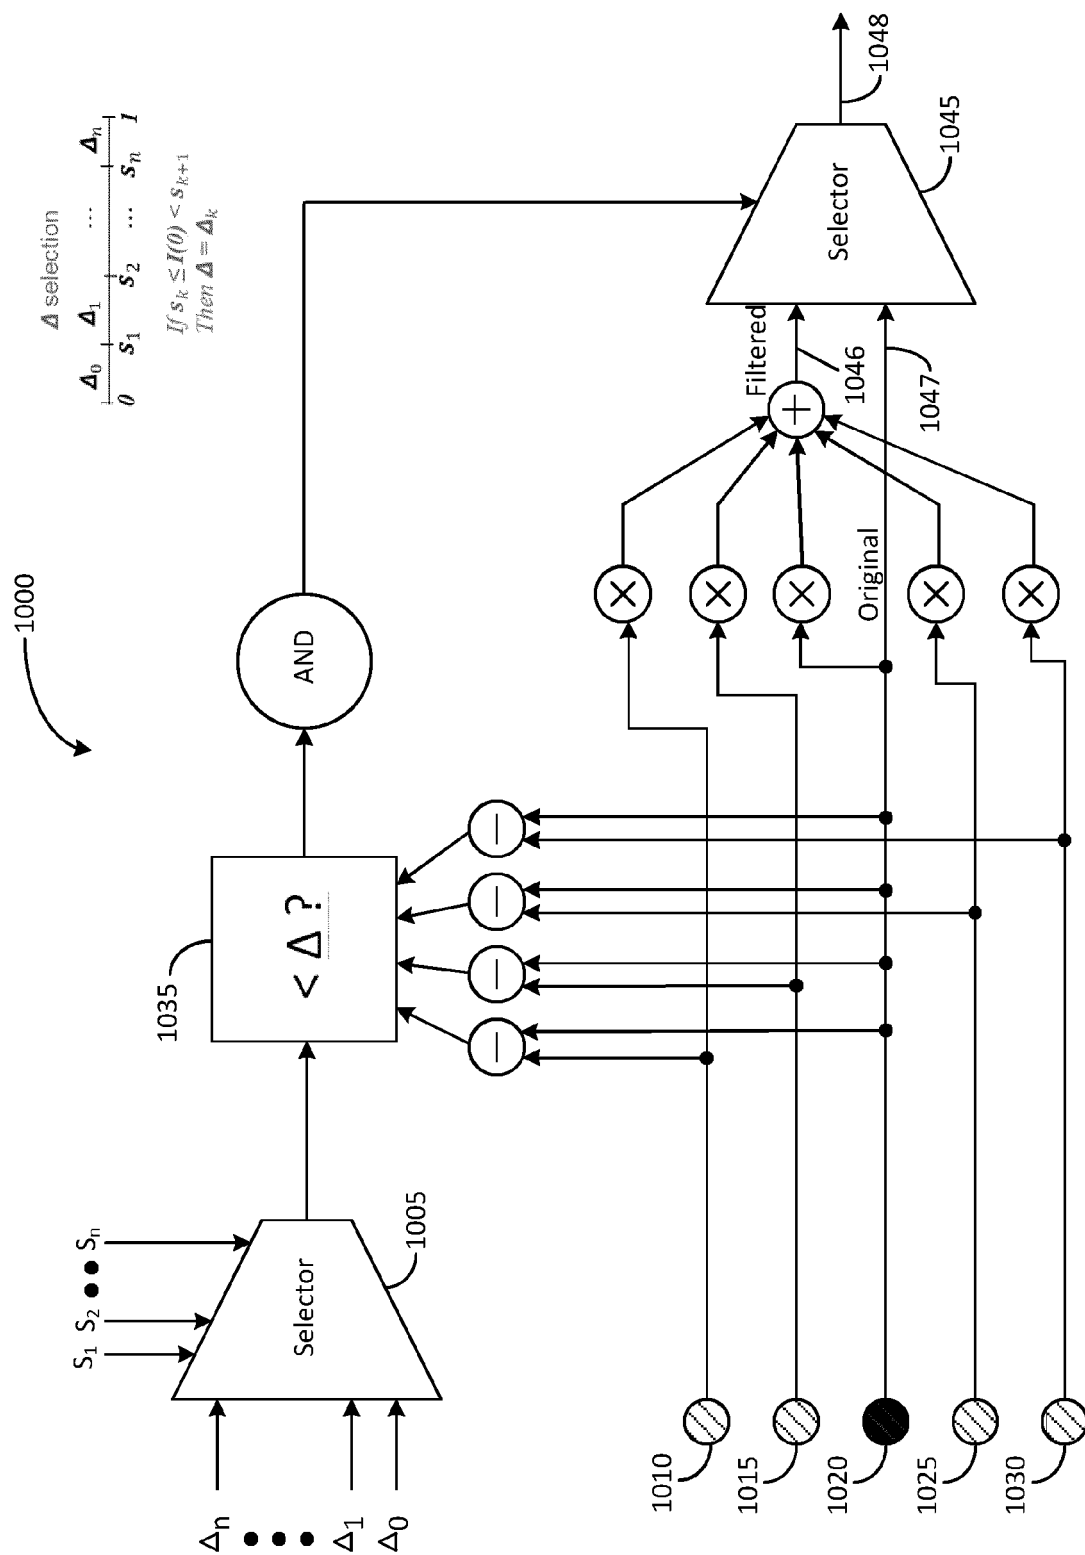 1000
Δ selection
Δ0 Δ1 ... Δn
0 s1 s2 ... sn 1
If sk ≤ I(0) < sk+1
Then Δ = Δk
S1 S2 Sn
Δn
Δ1
Δ0
Selector
1005
1035
< Δ ?
AND
1010
1015
1020
1025
1030
Original
Filtered
1046
1047
Selector
1045
1048